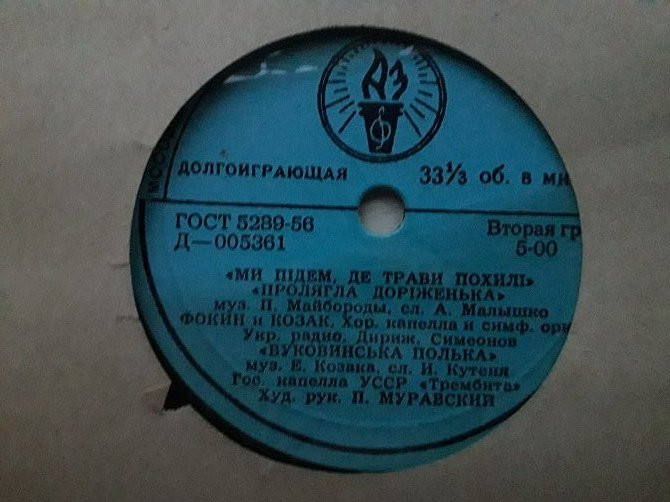 АЗ
МОСС
ДОЛГОИГРАЮЩАЯ 33⅓ об. в ми
ГОСТ 5289-56 Вторая гр
Д—005361 5-00
«МИ ПІДЕМ, ДЕ ТРАВИ ПОХИЛІ»
«ПРОЛЯГЛА ДОРІЖЕНЬКА»
муз. П. Майбороды, сл. А. Малышко
ФОКИН и КОЗАК, Хор. капелла и симф. орк
Укр. радио. Дириж. Симеонов
«БУКОВИНСЬКА ПОЛЬКА»
муз. Е. Козака, сл. И. Кутеня
Гос. капелла УССР «Трембита»
Худ. рук. П. МУРАВСКИЙ